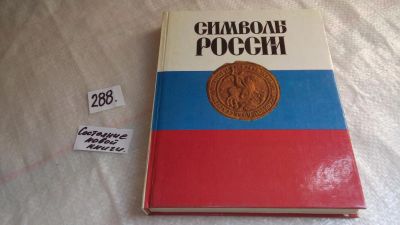 СИМВОЛЫ
РОССИИ
288.
Состояние
новой
книги.